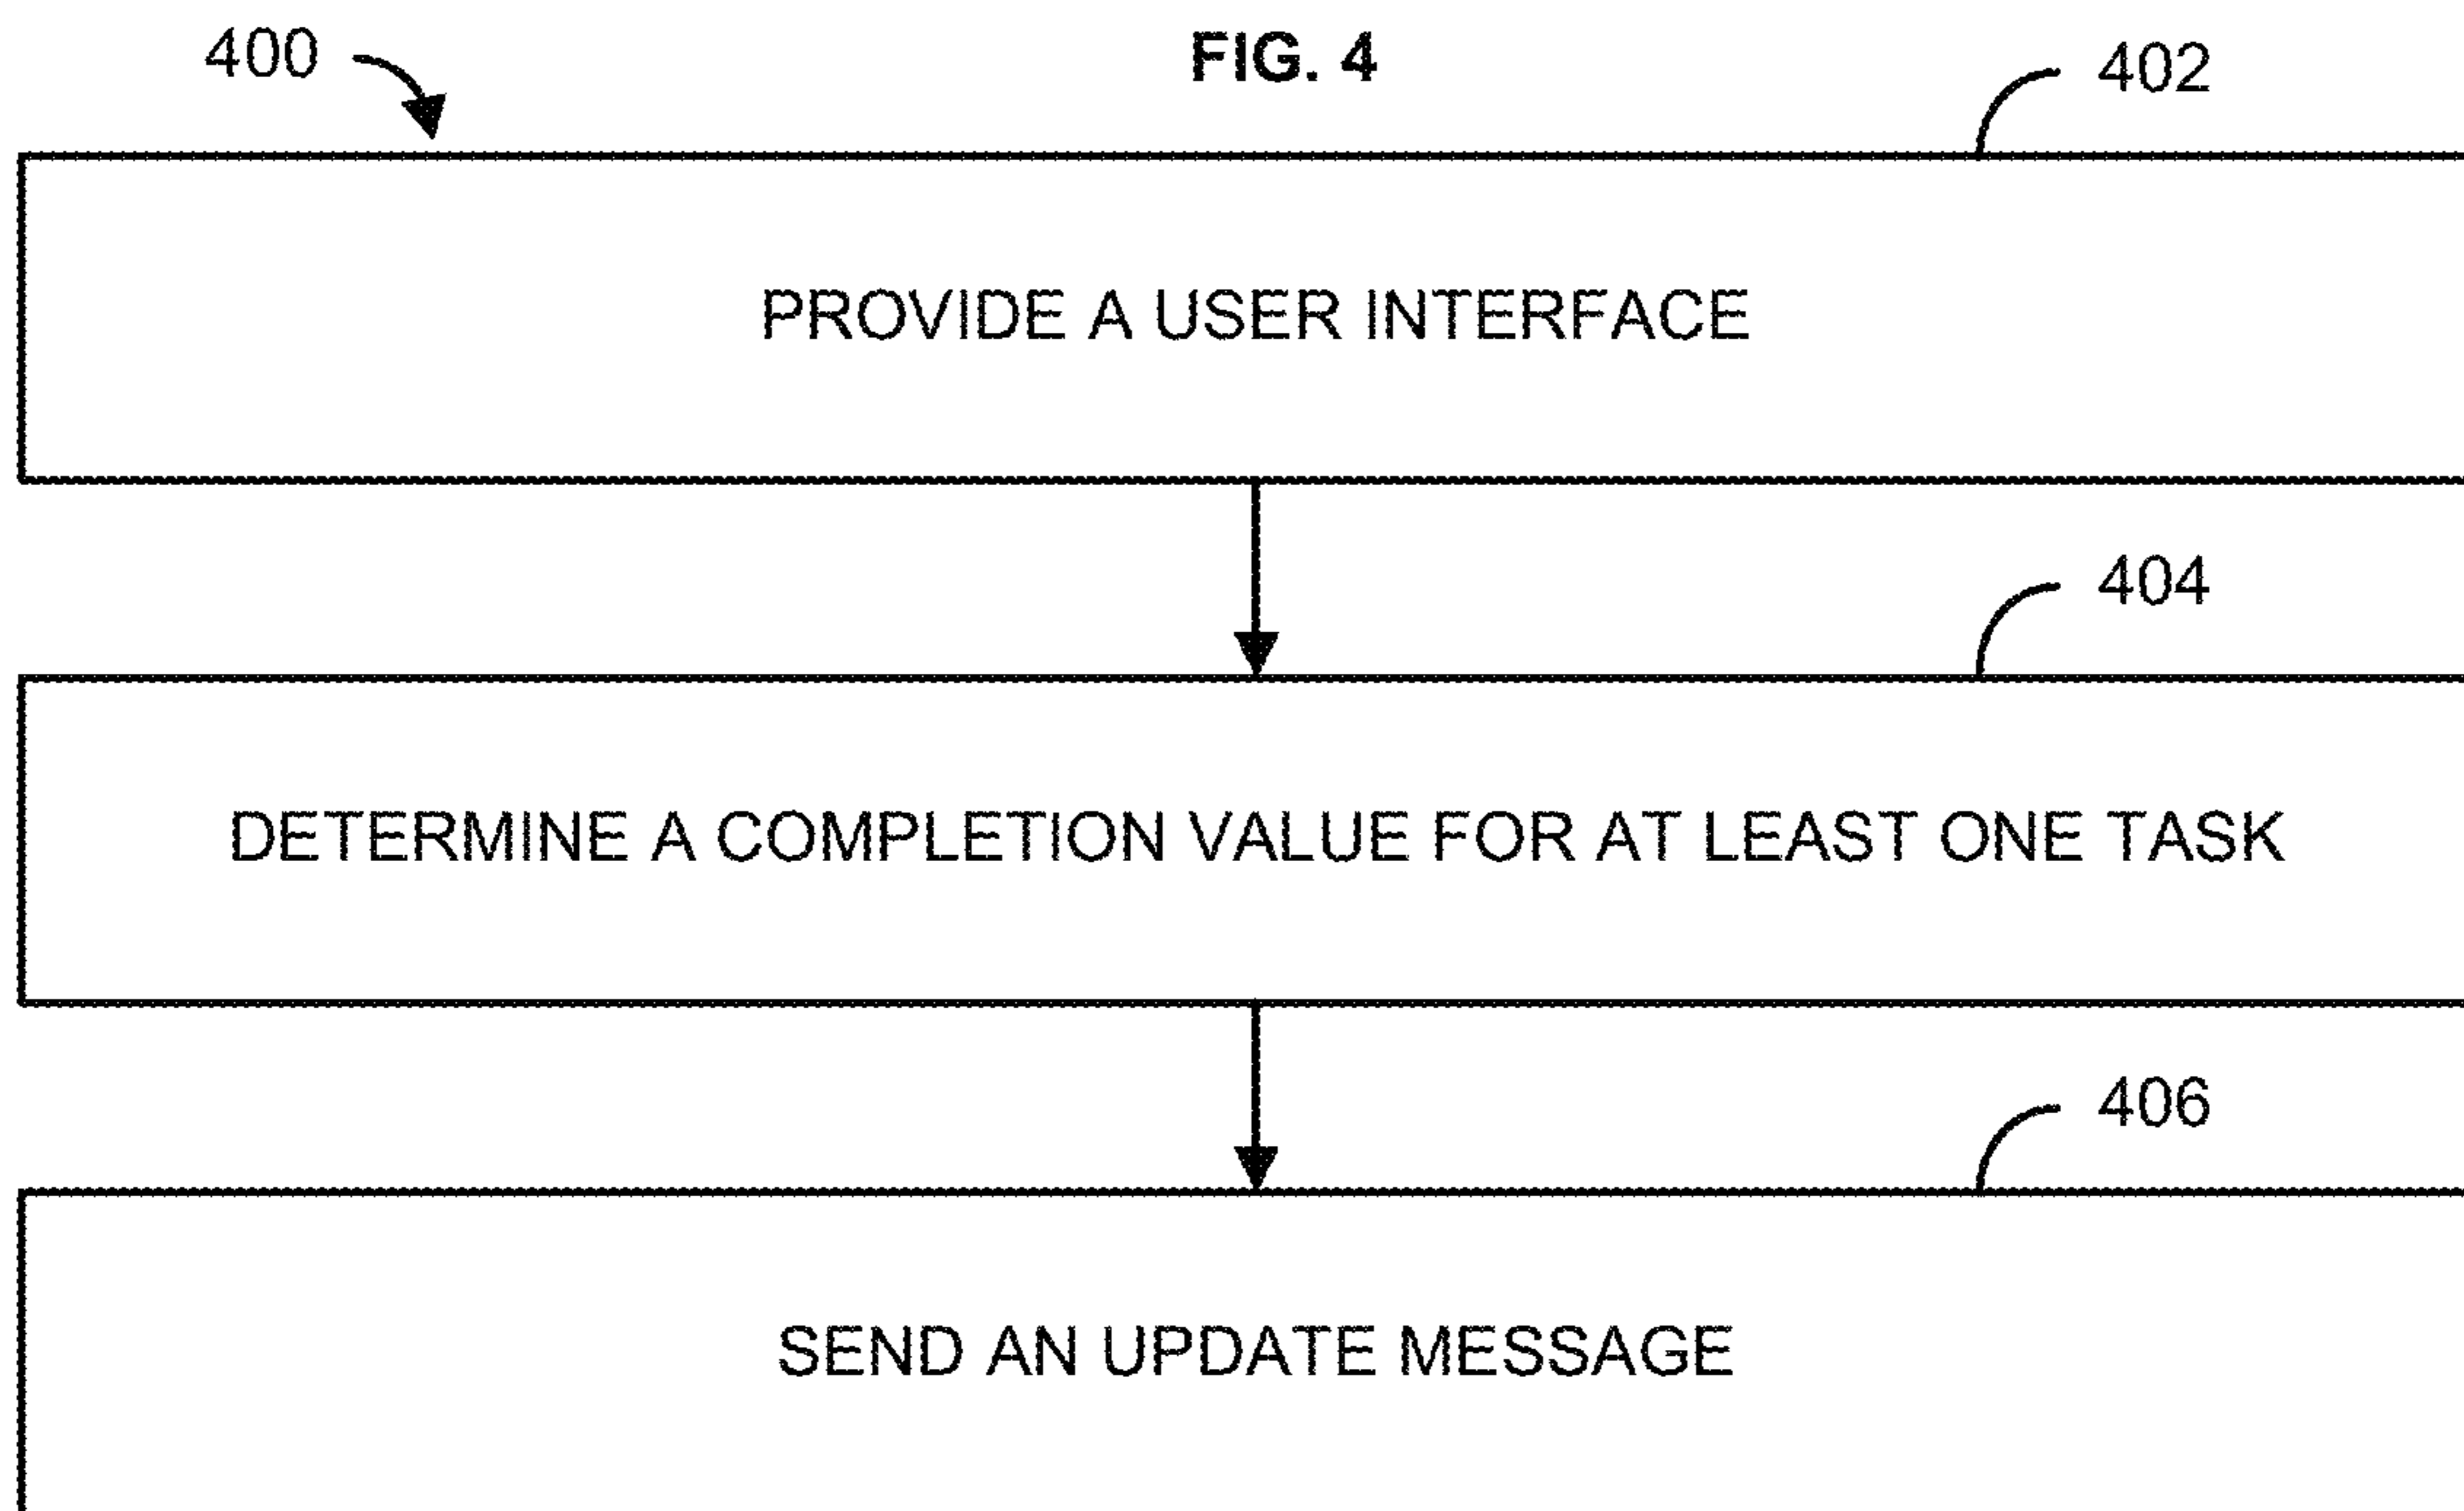 400
FIG. 4
402
PROVIDE A USER INTERFACE
404
DETERMINE A COMPLETION VALUE FOR AT LEAST ONE TASK
406
SEND AN UPDATE MESSAGE